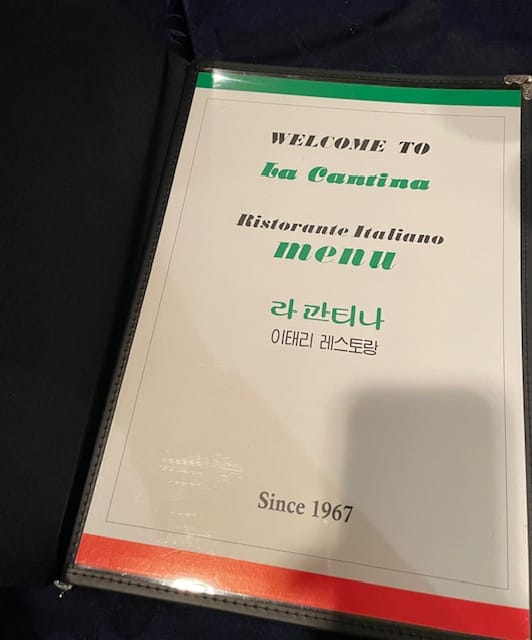 WELCOME TO
La Cantina
Ristorante Italiano
menu
라 깐티나
이태리 레스토랑
Since 1967